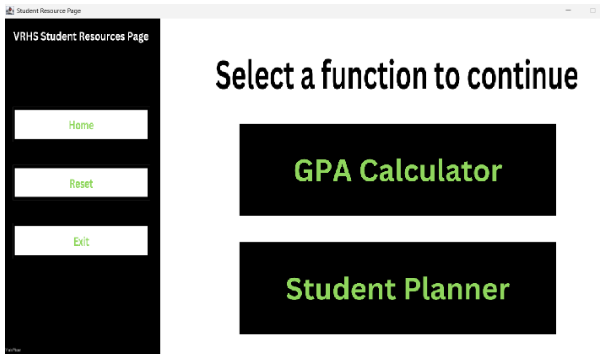 Student Resource Page
VRHS Student Resources Page
Home
Reset
Exit
Select a function to continue
GPA Calculator
Student Planner